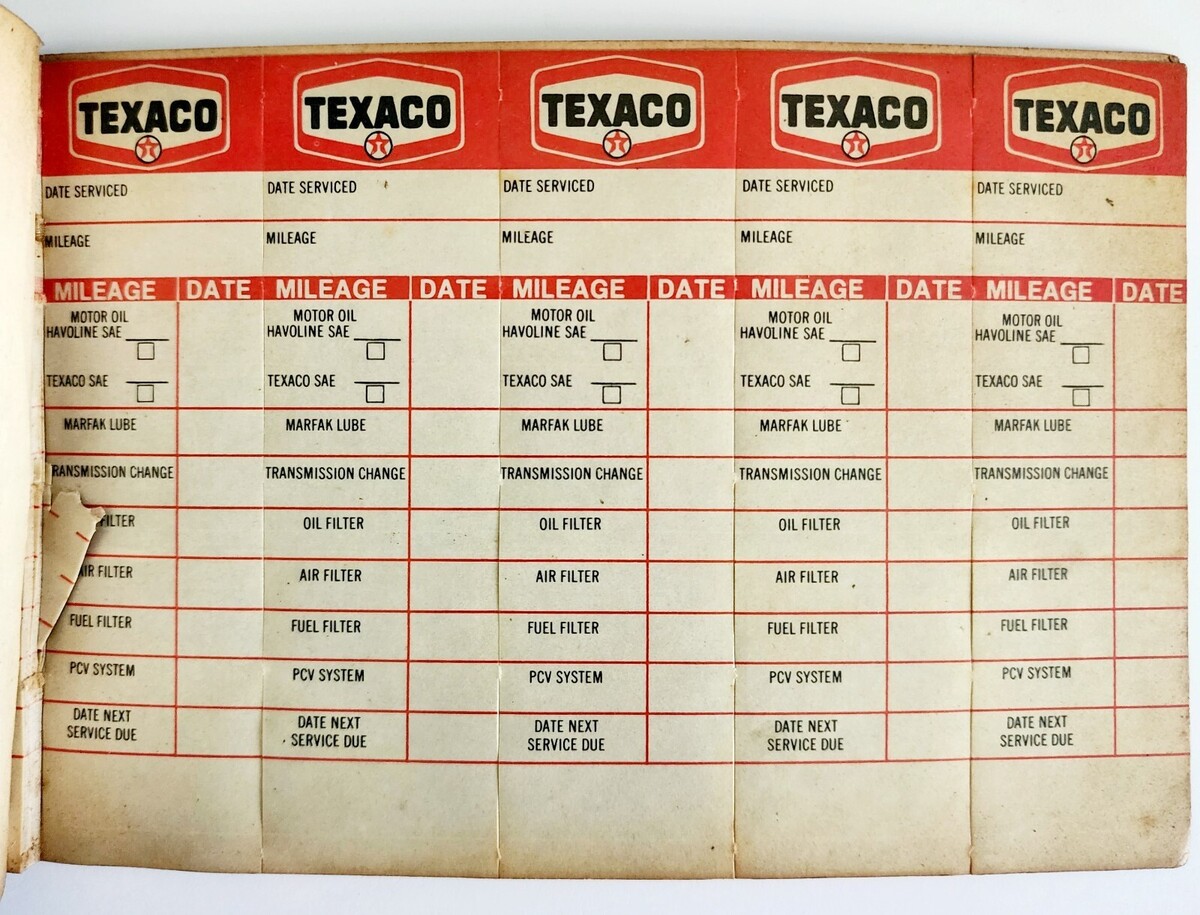 TEXACO
DATE SERVICED
MILEAGE
MILEAGE DATE
MOTOR OIL
HAVOLINE SAE
TEXACO SAE
MARFAK LUBE
RANSMISSION CHANGE
FILTER
AIR FILTER
FUEL FILTER
PCV SYSTEM
DATE NEXT
SERVICE DUE
TEXACO
DATE SERVICED
MILEAGE
MILEAGE DATE
MOTOR OIL
HAVOLINE SAE
TEXACO SAE
MARFAK LUBE
TRANSMISSION CHANGE
OIL FILTER
AIR FILTER
FUEL FILTER
PCV SYSTEM
DATE NEXT
SERVICE DUE
TEXACO
DATE SERVICED
MILEAGE
MILEAGE DATE
MOTOR OIL
HAVOLINE SAE
TEXACO SAE
MARFAK LUBE
TRANSMISSION CHANGE
OIL FILTER
AIR FILTER
FUEL FILTER
PCV SYSTEM
DATE NEXT
SERVICE DUE
TEXACO
DATE SERVICED
MILEAGE
MILEAGE DATE
MOTOR OIL
HAVOLINE SAE
TEXACO SAE
MARFAK LUBE
TRANSMISSION CHANGE
OIL FILTER
AIR FILTER
FUEL FILTER
PCV SYSTEM
DATE NEXT
SERVICE DUE
TEXACO
DATE SERVICED
MILEAGE
MILEAGE DATE
MOTOR OIL
HAVOLINE SAE
TEXACO SAE
MARFAK LUBE
TRANSMISSION CHANGE
OIL FILTER
AIR FILTER
FUEL FILTER
PCV SYSTEM
DATE NEXT
SERVICE DUE